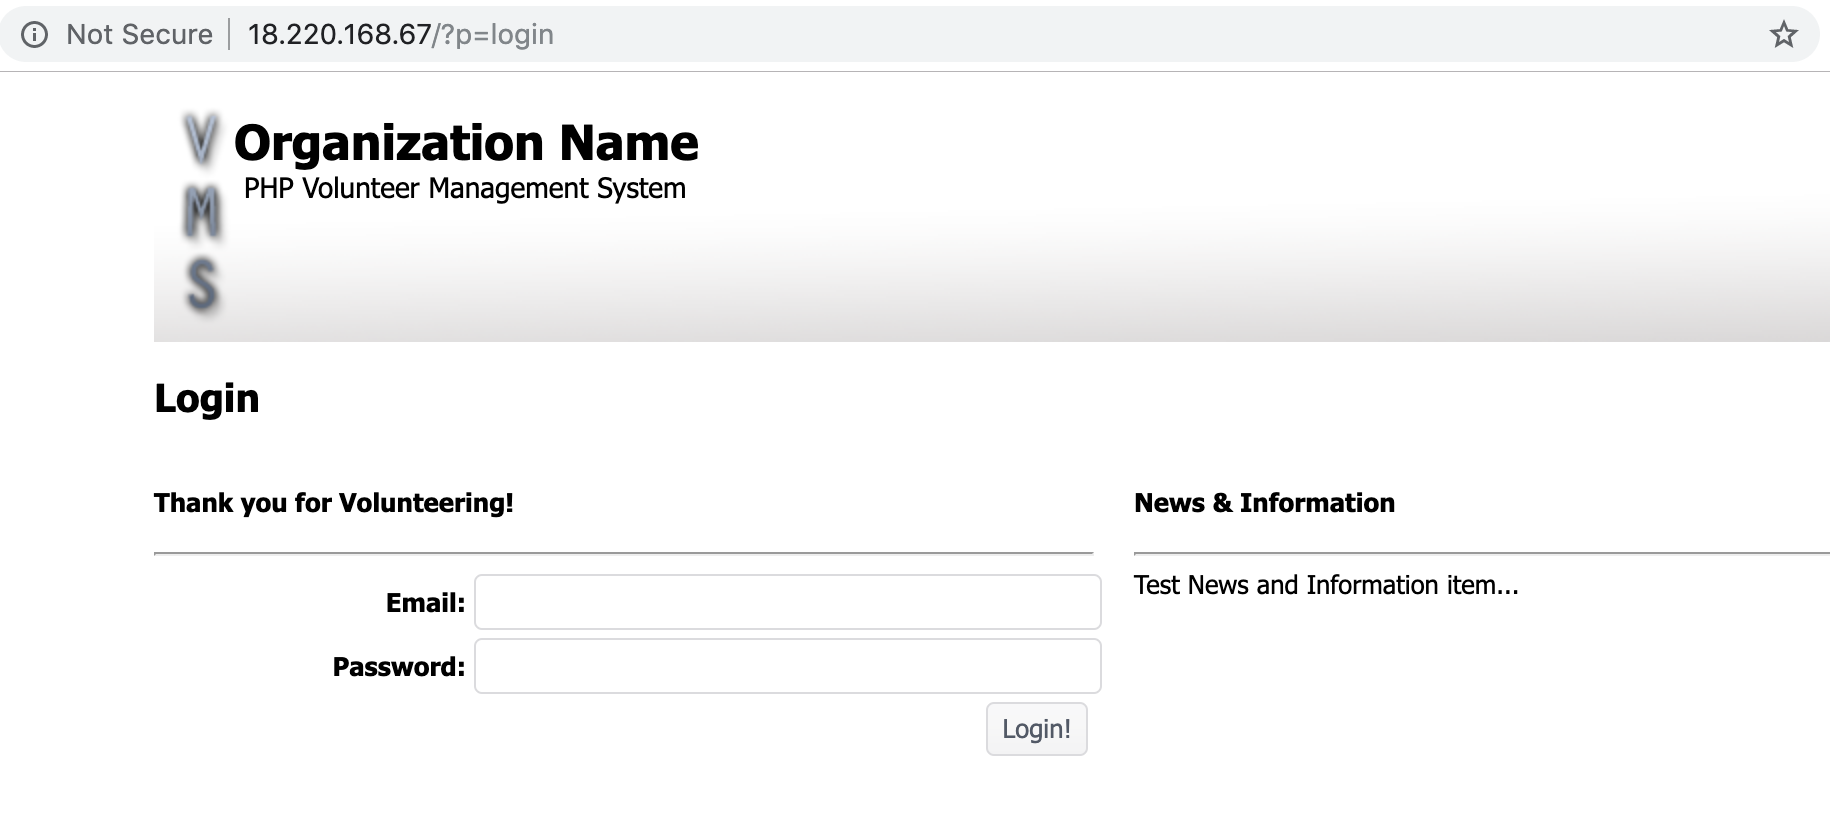 Not Secure | 18.220.168.67/?p=login
V
M
S
Organization Name
PHP Volunteer Management System
Login
Thank you for Volunteering!
Email:
Password:
Login!
News & Information
Test News and Information item...